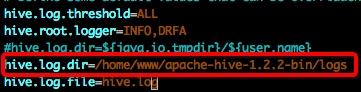 hive.log.threshold=ALL
hive.root.logger=INFO,DRFA
#hive.log.dir=${java.io.tmpdir}/${user.name}
hive.log.dir=/home/www/apache-hive-1.2.2-bin/logs
hive.log.file=hive.log